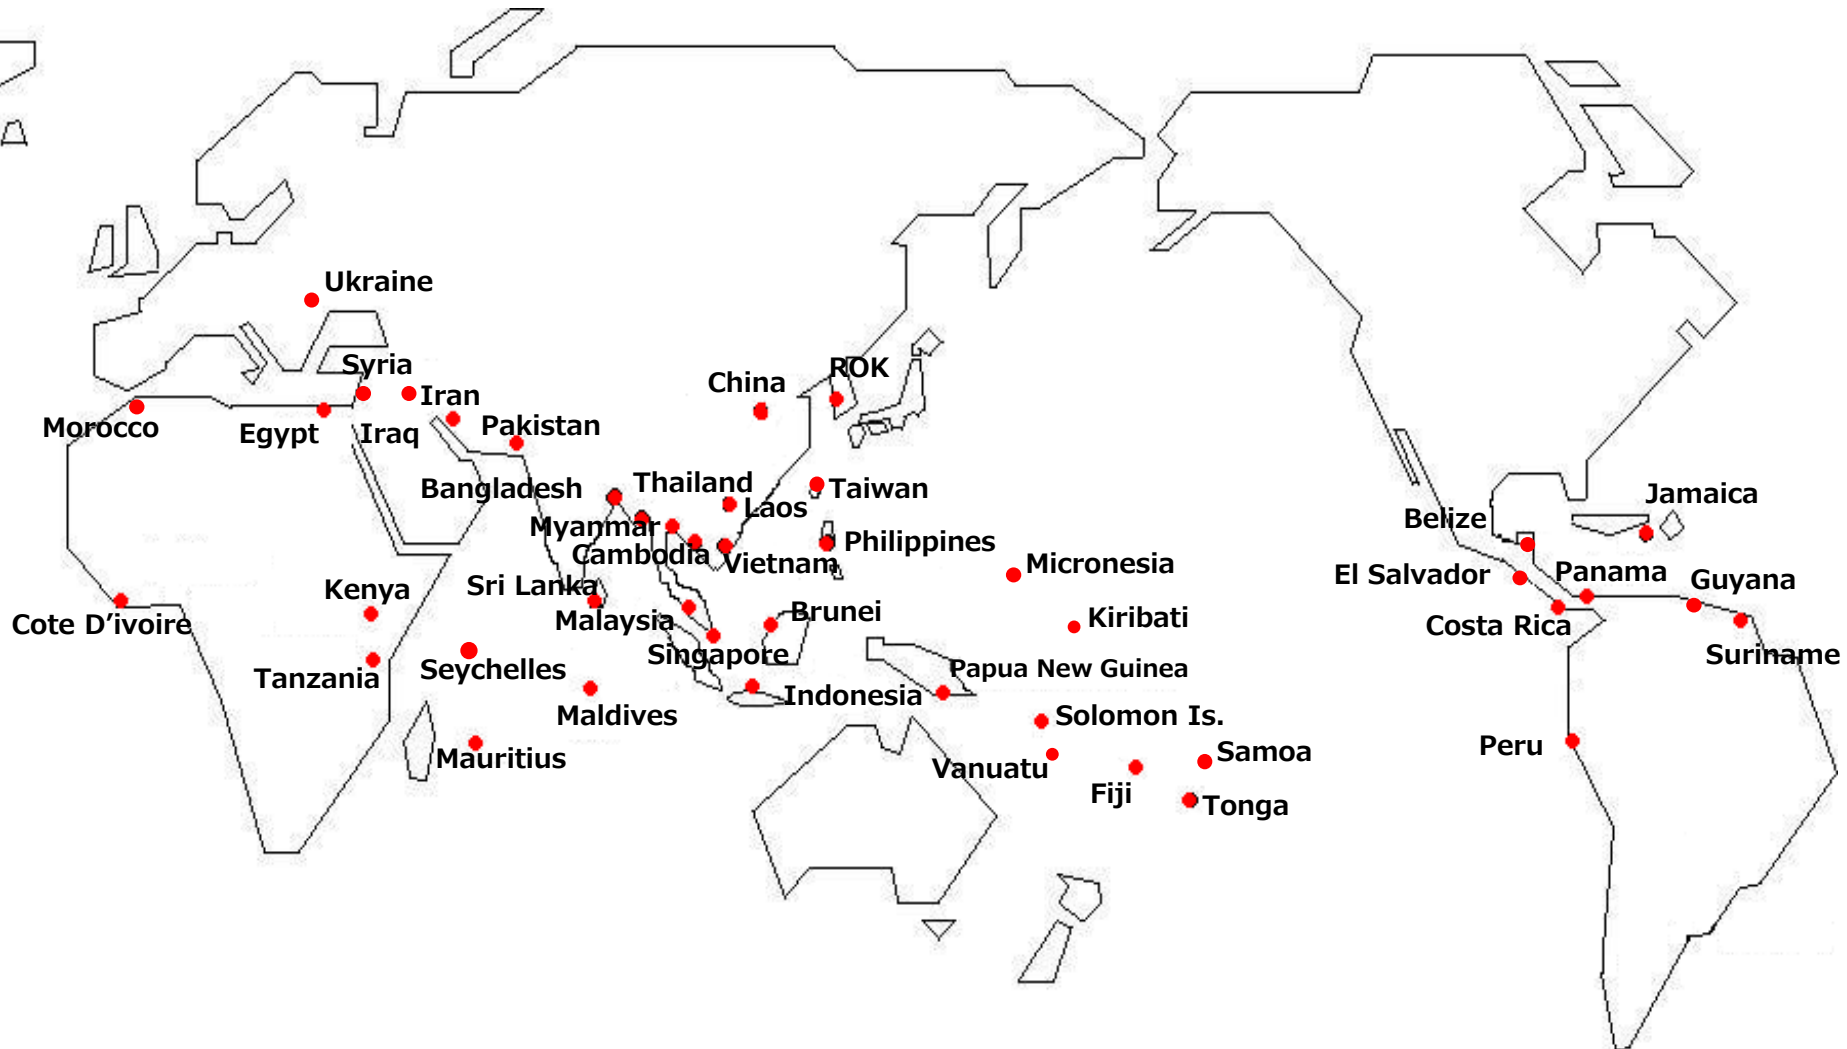 Ukraine
Syria
ROK
China
Iran
Morocco
Egypt
Iraq
Pakistan
Bangladesh
Thailand
Taiwan
Laos
Jamaica
Belize
Myanmar
Philippines
Cambodia
Vietnam
Micronesia
El Salvador
Panama
Guyana
Kenya
Sri Lanka
Brunei
Kiribati
Cote D’ivoire
Malaysia
Costa Rica
Singapore
Suriname
Tanzania
Seychelles
Papua New Guinea
Indonesia
Maldives
Solomon Is.
Peru
Mauritius
Samoa
Vanuatu
Fiji
Tonga